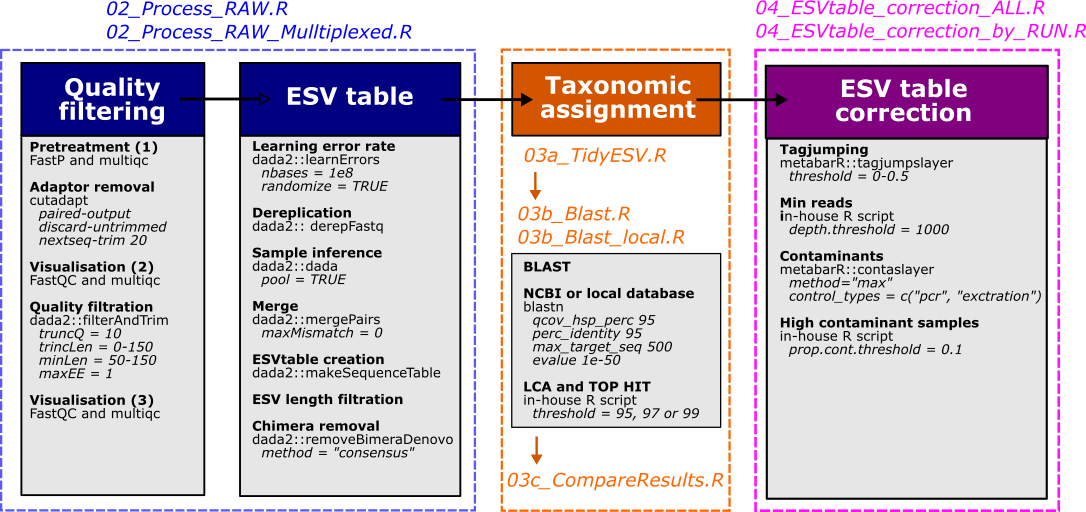 02_Process_RAW.R
02_Process_RAW_Mulltiplexed.R
Quality
filtering
Pretreatment (1)
FastP and multiqc
Adaptor removal
cutadapt
paired-output
discard-untrimmed
nextseq-trim 20
Visualisation (2)
FastQC and multiqc
Quality filtration
dada2::filterAndTrim
truncQ = 10
trincLen = 0-150
minLen = 50-150
maxEE = 1
Visualisation (3)
FastQC and multiqc
ESV table
Learning error rate
dada2::learnErrors
nbases = 1e8
randomize = TRUE
Dereplication
dada2:: derepFastq
Sample inference
dada2::dada
pool = TRUE
Merge
dada2::mergePairs
maxMismatch = 0
ESVtable creation
dada2::makeSequenceTable
ESV length filtration
Chimera removal
dada2::removeBimeraDenovo
method = "consensus"
Taxonomic
assignment
03a_TidyESV.R
03b_Blast.R
03b_Blast_local.R
BLAST
NCBI or local database
blastn
qcov_hsp_perc 95
perc_identity 95
max_target_seq 500
evalue 1e-50
LCA and TOP HIT
in-house R script
threshold = 95, 97 or 99
03c_CompareResults.R
04_ESVtable_correction_ALL.R
04_ESVtable_correction_by_RUN.R
ESV table
correction
Tagjumping
metabarR::tagjumpslayer
threshold = 0-0.5
Min reads
in-house R script
depth.threshold = 1000
Contaminants
metabarR::contaslayer
method="max"
control_types = c("pcr", "exctration")
High contaminant samples
in-house R script
prop.cont.threshold = 0.1